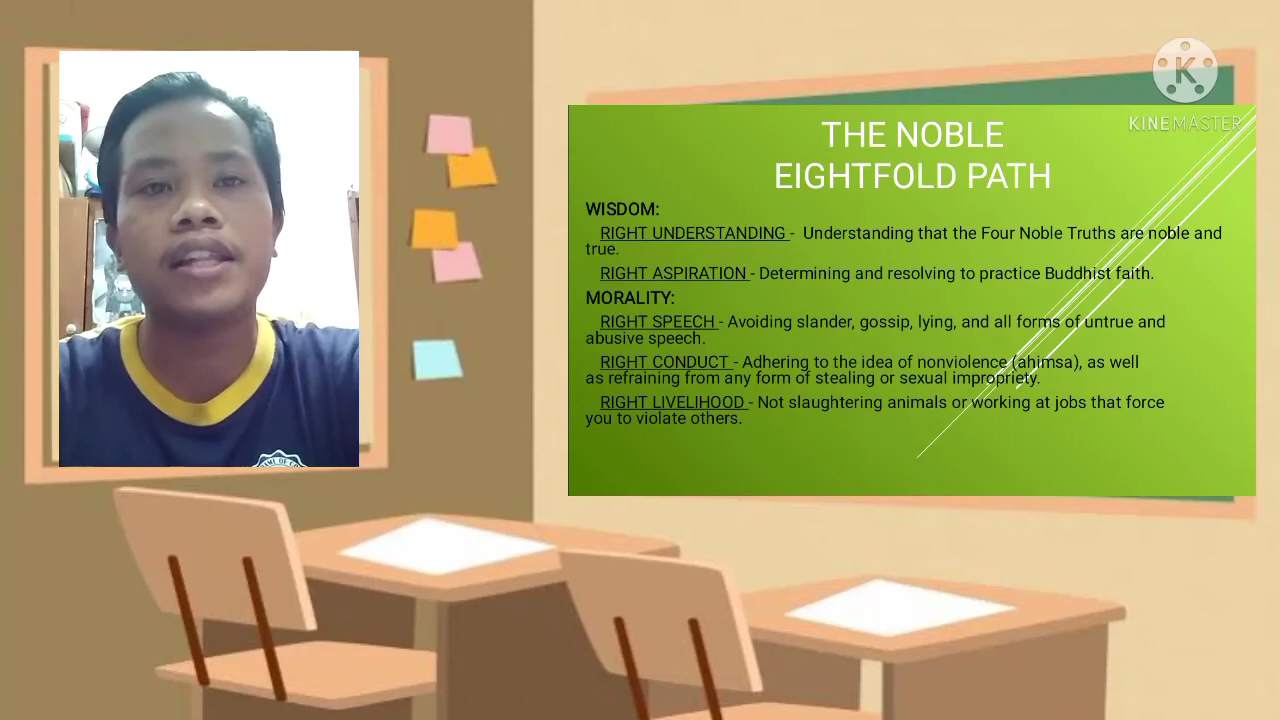 K
KINEMASTER
THE NOBLE
EIGHTFOLD PATH
WISDOM:
RIGHT UNDERSTANDING - Understanding that the Four Noble Truths are noble and
true.
RIGHT ASPIRATION - Determining and resolving to practice Buddhist faith.
MORALITY:
RIGHT SPEECH - Avoiding slander, gossip, lying, and all forms of untrue and
abusive speech.
RIGHT CONDUCT - Adhering to the idea of nonviolence (ahimsa), as well
as refraining from any form of stealing or sexual impropriety.
RIGHT LIVELIHOOD - Not slaughtering animals or working at jobs that force
you to violate others.